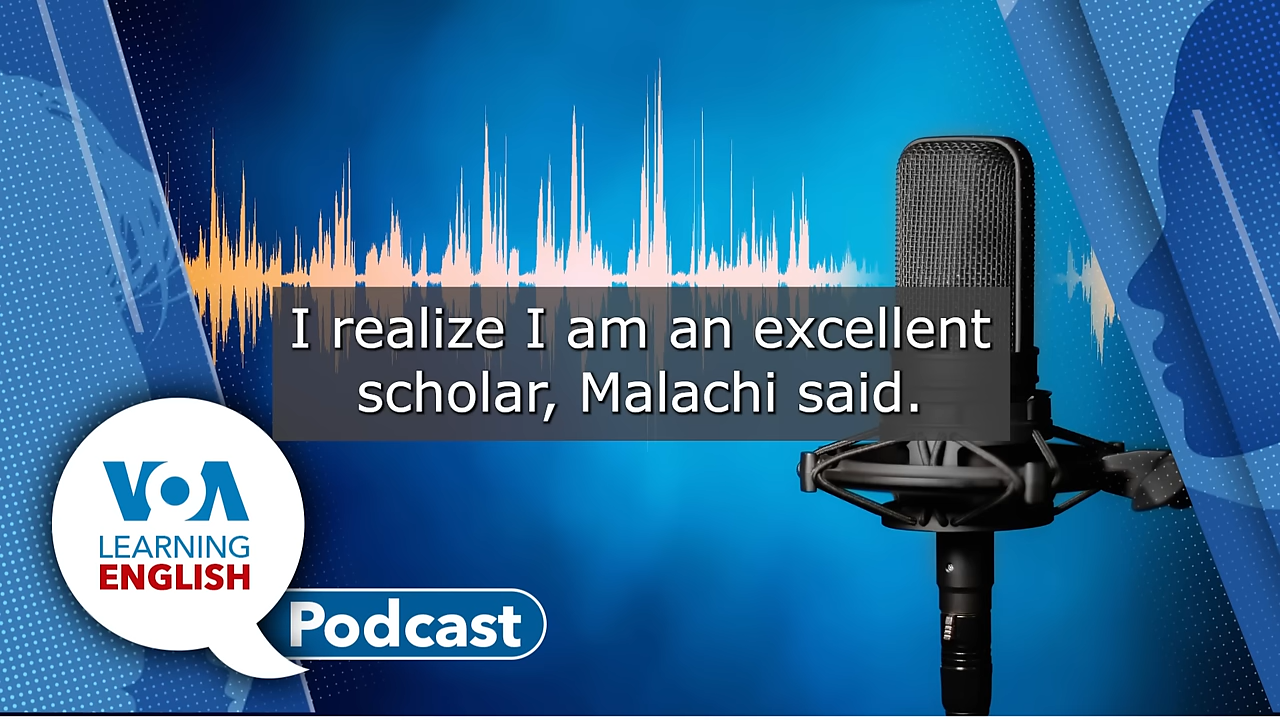 I realize I am an excellent
scholar, Malachi said.
VOA
LEARNING
ENGLISH
Podcast